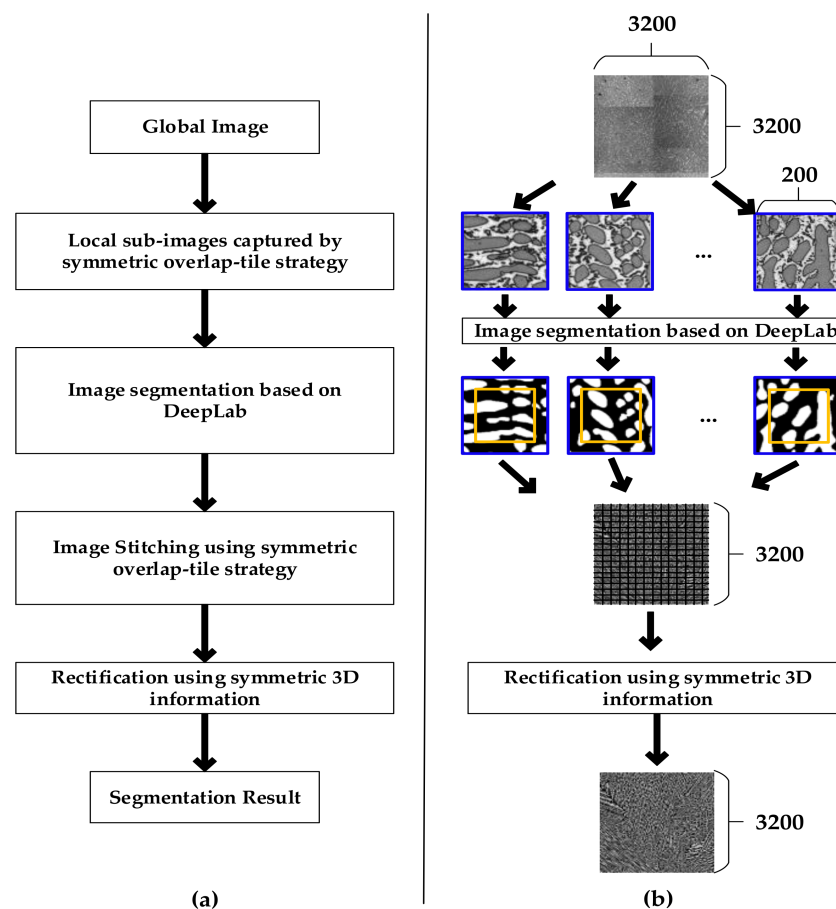 Global Image
Local sub-images captured by
symmetric overlap-tile strategy
Image segmentation based on
DeepLab
Image Stitching using symmetric
overlap-tile strategy
Rectification using symmetric 3D
information
Segmentation Result
(a)
3200
3200
200
...
Image segmentation based on DeepLab
...
3200
Rectification using symmetric 3D
information
3200
(b)